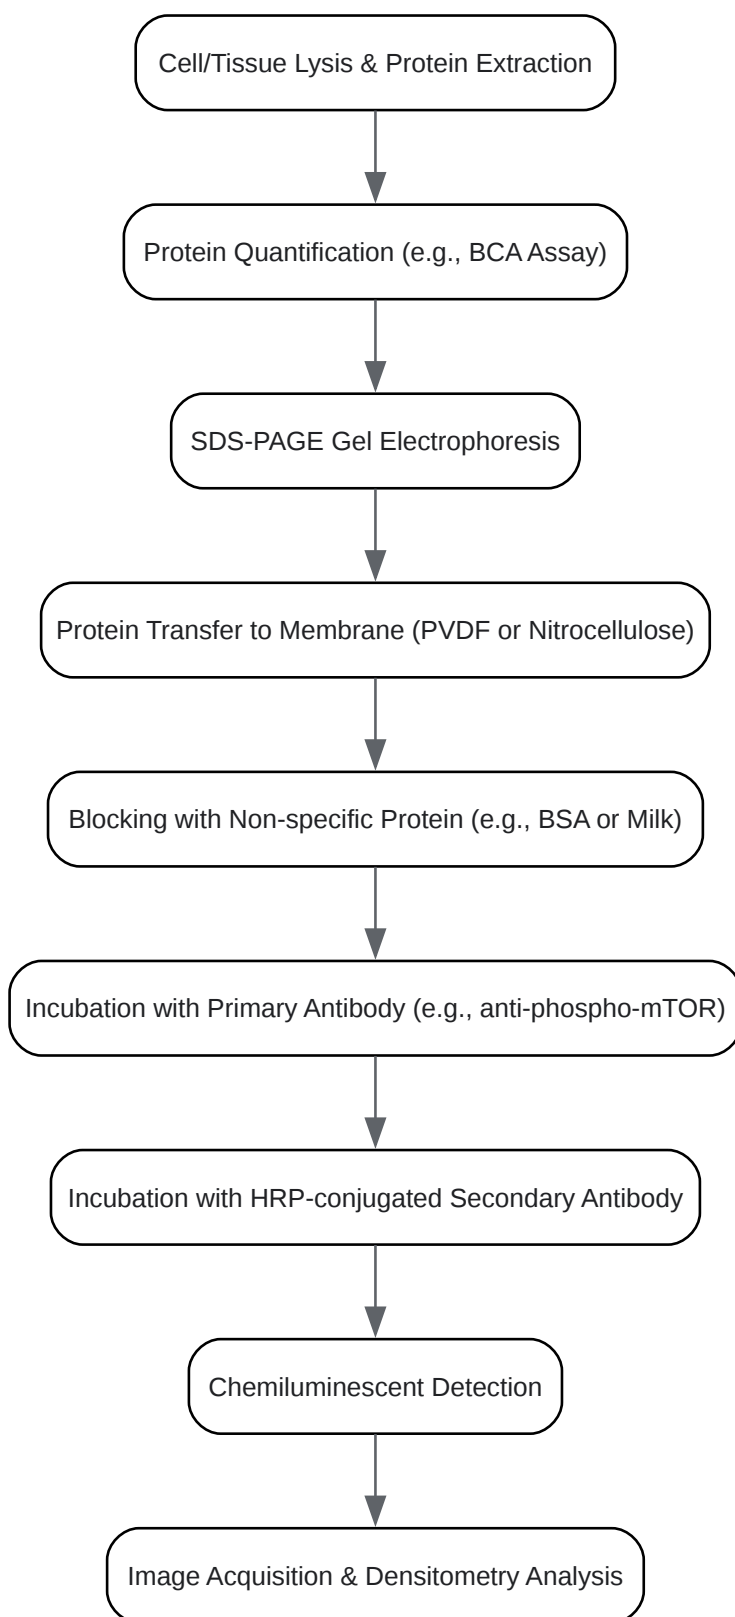 Cell/Tissue Lysis & Protein Extraction
Protein Quantification (e.g., BCA Assay)
SDS-PAGE Gel Electrophoresis
Protein Transfer to Membrane (PVDF or Nitrocellulose)
Blocking with Non-specific Protein (e.g., BSA or Milk)
Incubation with Primary Antibody (e.g., anti-phospho-mTOR)
Incubation with HRP-conjugated Secondary Antibody
Chemiluminescent Detection
Image Acquisition & Densitometry Analysis